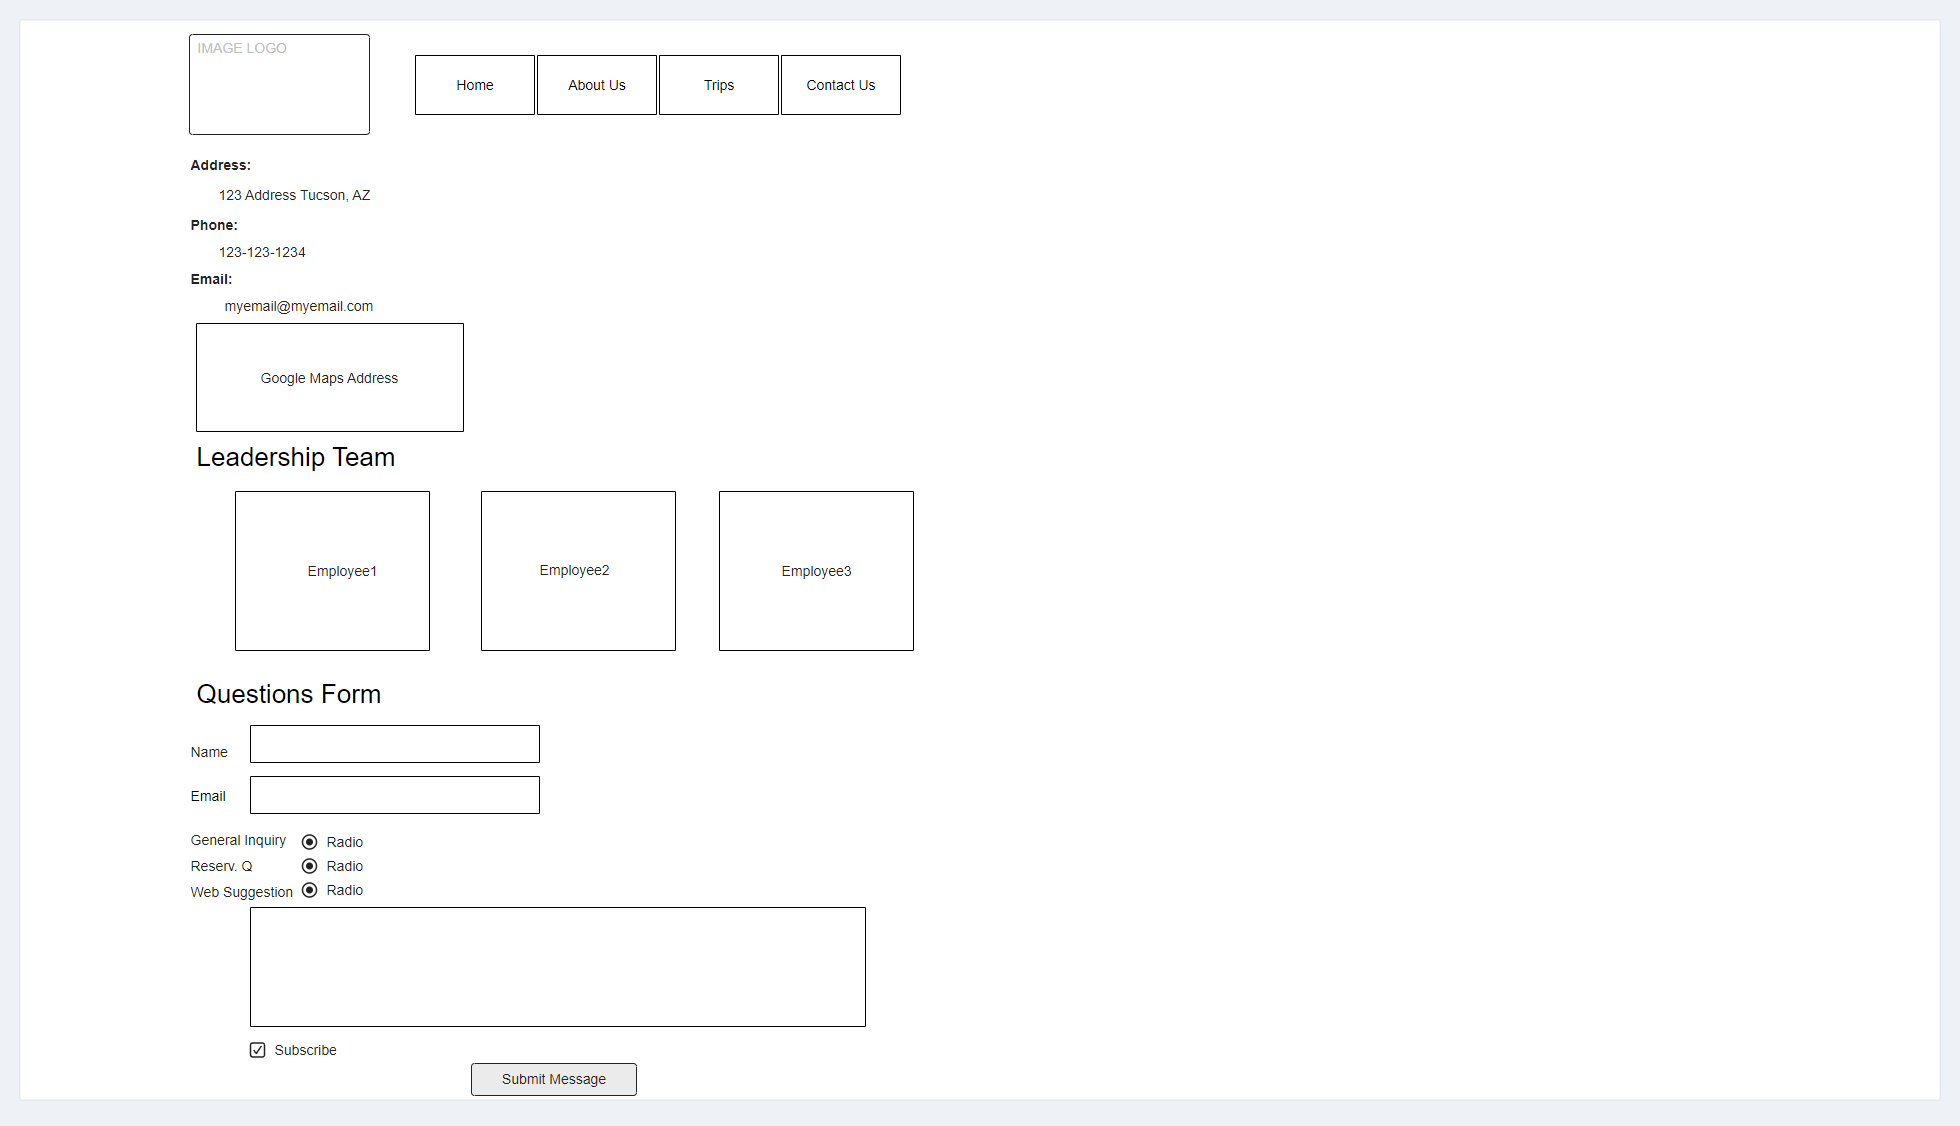 IMAGE LOGO
Home About Us Trips Contact Us
Address:
123 Address Tucson, AZ
Phone:
123-123-1234
Email:
myemail@myemail.com
Google Maps Address
Leadership Team
Employee1 Employee2 Employee3
Questions Form
Name
Email
General Inquiry Radio
Reserv. Q Radio
Web Suggestion Radio
Subscribe
Submit Message